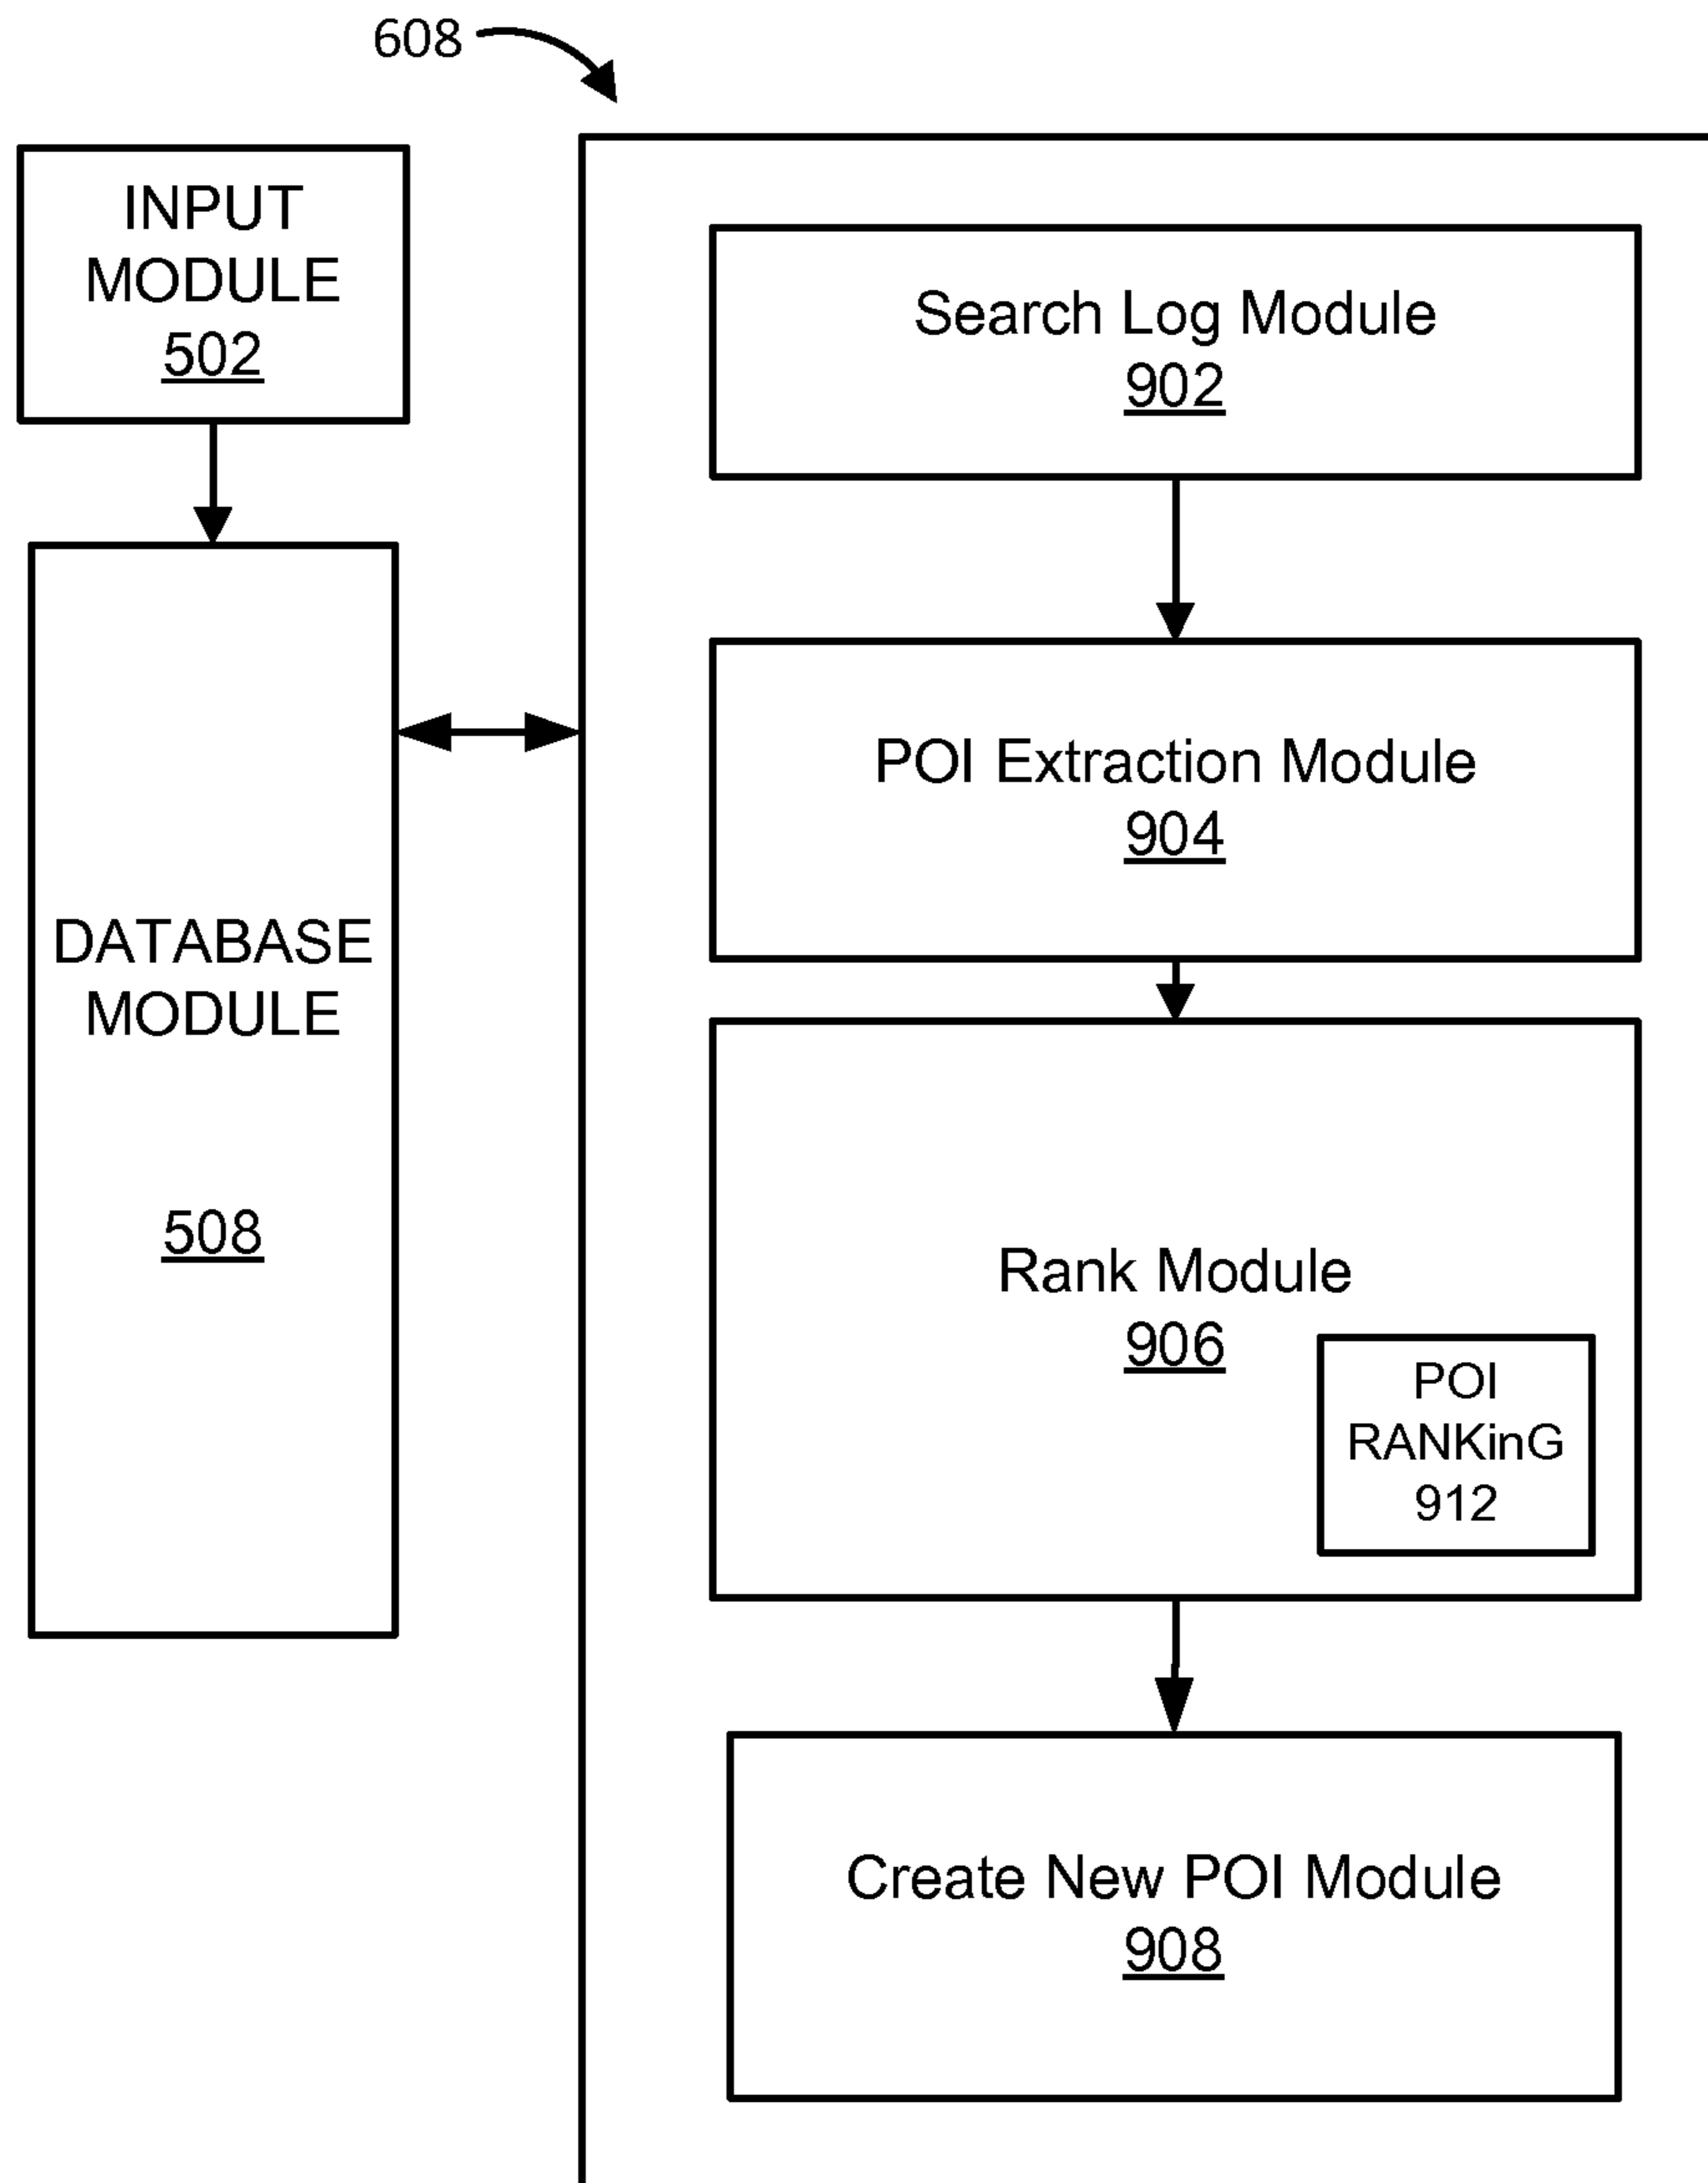 608
INPUT
MODULE
502
DATABASE
MODULE
508
Search Log Module
902
POI Extraction Module
904
Rank Module
906
POI
RANKinG
912
Create New POI Module
908